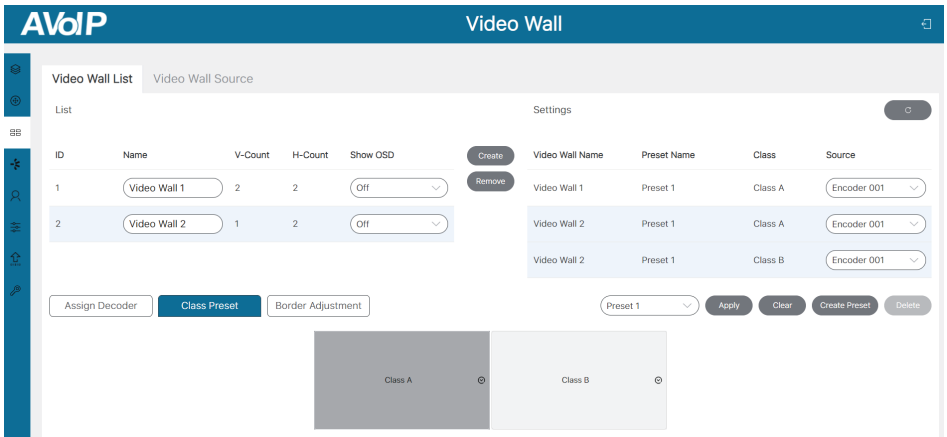 AVoIP Video Wall
Video Wall List Video Wall Source
List Settings
ID Name V-Count H-Count Show OSD Create Video Wall Name Preset Name Class Source
Remove
1 Video Wall 1 2 2 Off Video Wall 1 Preset 1 Class A Encoder 001
2 Video Wall 2 1 2 Off Video Wall 2 Preset 1 Class A Encoder 001
Video Wall 2 Preset 1 Class B Encoder 001
Assign Decoder Class Preset Border Adjustment Preset 1 Apply Clear Create Preset Delete
Class A Class B